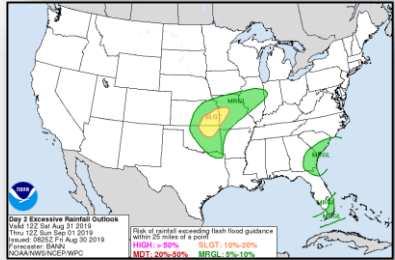 MRGL
SLGT
MRGL
MRGL
MRGL
NOAA
Day 2 Excessive Rainfall Outlook
Valid 12Z Sat Aug 31 2019
Thru 12Z Sun Sep 01 2019
Issued: 0825Z Fri Aug 30 2019
Forecaster: BANN
NOAA/NWS/NCEP/WPC
Risk of rainfall exceeding flash flood guidance
within 25 miles of a point
HIGH: > 50% SLGT: 10%-20%
MDT: 20%-50% MRGL: 5%-10%